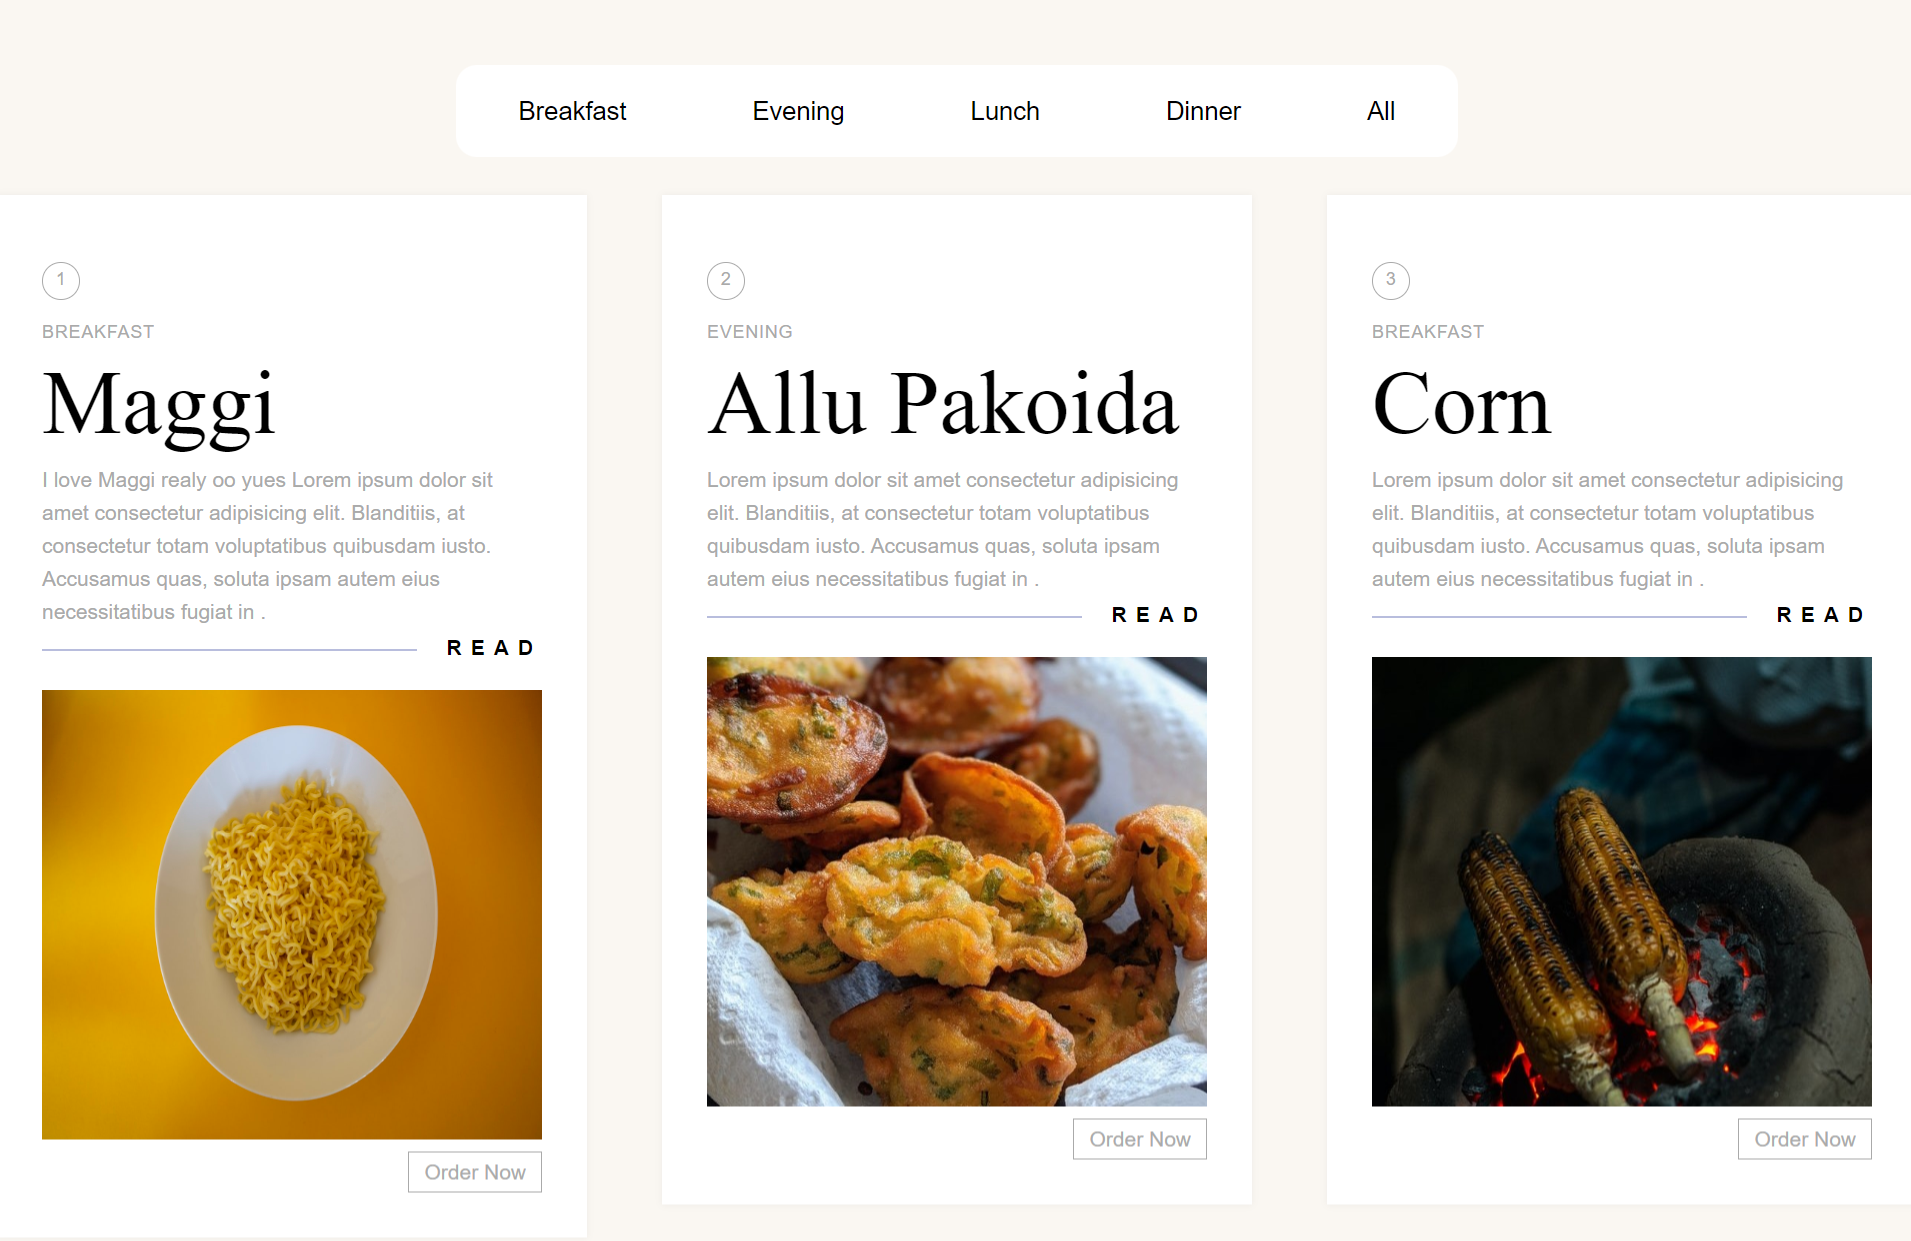 Breakfast Evening Lunch Dinner All
1
BREAKFAST
Maggi
I love Maggi realy oo yues Lorem ipsum dolor sit
amet consectetur adipisicing elit. Blanditiis, at
consectetur totam voluptatibus quibusdam iusto.
Accusamus quas, soluta ipsam autem eius
necessitatibus fugiat in .
READ
Order Now
2
EVENING
Allu Pakoida
Lorem ipsum dolor sit amet consectetur adipisicing
elit. Blanditiis, at consectetur totam voluptatibus
quibusdam iusto. Accusamus quas, soluta ipsam
autem eius necessitatibus fugiat in .
READ
Order Now
3
BREAKFAST
Corn
Lorem ipsum dolor sit amet consectetur adipisicing
elit. Blanditiis, at consectetur totam voluptatibus
quibusdam iusto. Accusamus quas, soluta ipsam
autem eius necessitatibus fugiat in .
READ
Order Now